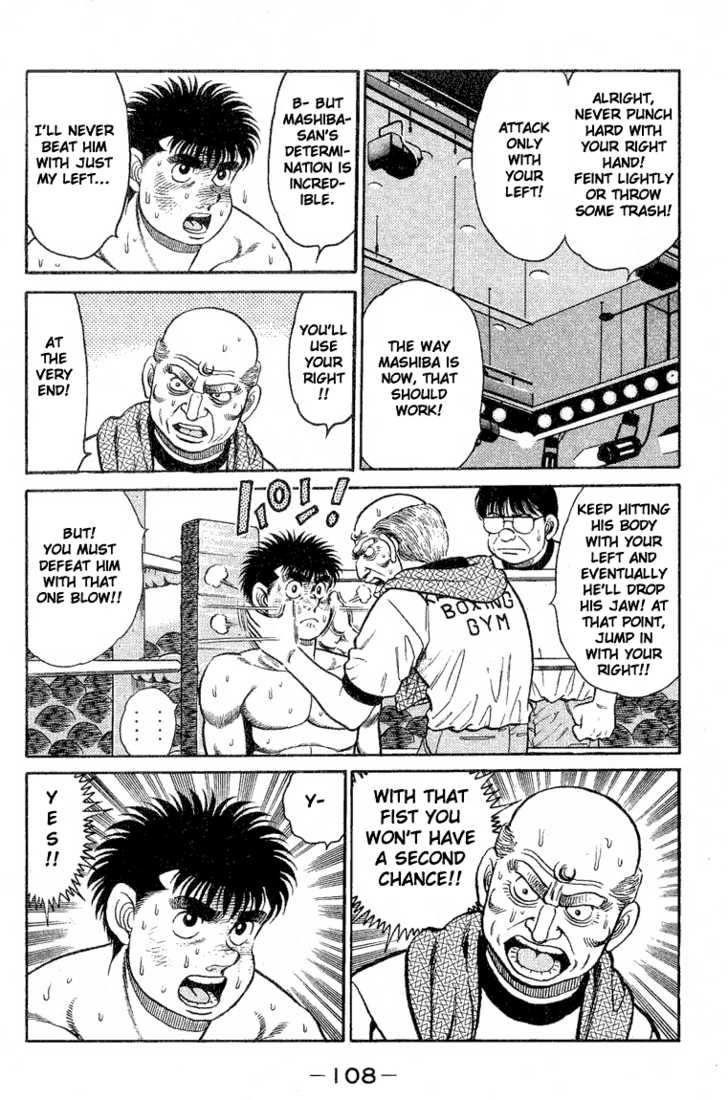 ALRIGHT,
NEVER PUNCH
HARD WITH
YOUR RIGHT
HAND!
FEINT LIGHTLY
OR THROW
SOME TRASH!
ATTACK
ONLY
WITH
YOUR
LEFT!
THE WAY
MASHIBA IS
NOW, THAT
SHOULD
WORK!
B- BUT
MASHIBA-
SAN'S
DETERMI-
NATION IS
INCRED-
IBLE.
I'LL NEVER
BEAT HIM
WITH JUST
MY LEFT...
YOU'LL
USE
YOUR
RIGHT
!!
AT
THE
VERY
END!
KEEP HITTING
HIS BODY
WITH YOUR
LEFT AND
EVENTUALLY
HE'LL DROP
HIS JAW! AT
THAT POINT,
JUMP IN
WITH YOUR
RIGHT!!
BOXING
GYM
BUT!
YOU MUST
DEFEAT HIM
WITH THAT
ONE BLOW!!
WITH THAT
FIST YOU
WON'T HAVE
A SECOND
CHANCE!!
Y-
YES!!
—108—